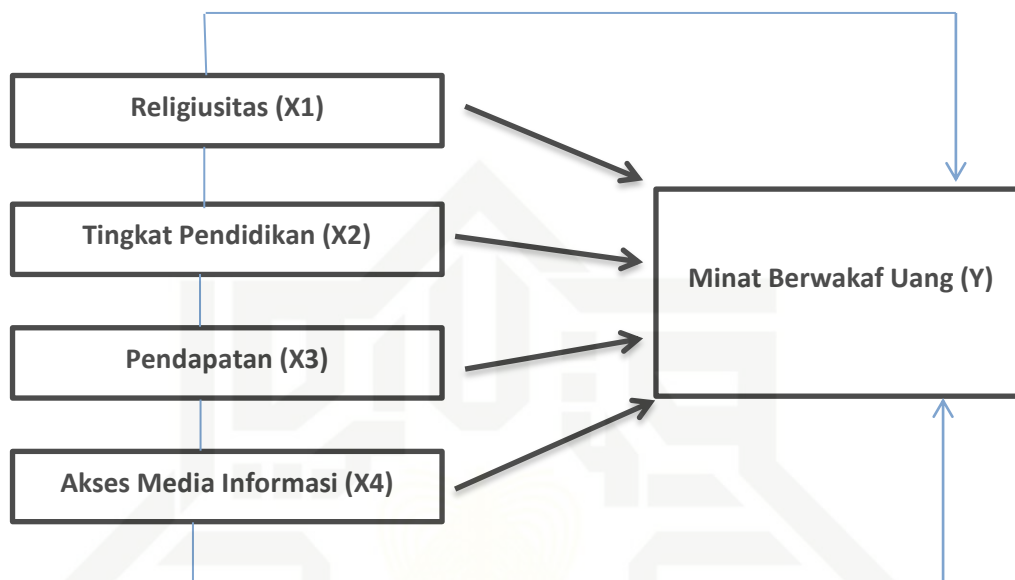 Religiusitas (X1)
Tingkat Pendidikan (X2)
Minat Berwakaf Uang (Y)
Pendapatan (X3)
Akses Media Informasi (X4)